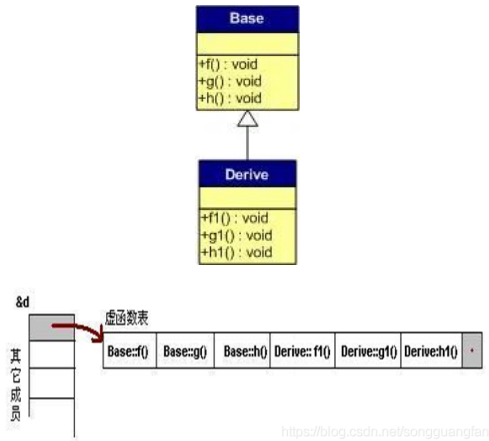 Base
+f() : void
+g() : void
+h() : void
Derive
+f1() : void
+g1() : void
+h1() : void
&d
虚函数表
Base::f() Base::g() Base::h() Derive:: f1() Derive::g1() Derive:h1() .
其它成员
https://blog.csdn.net/songguangfan